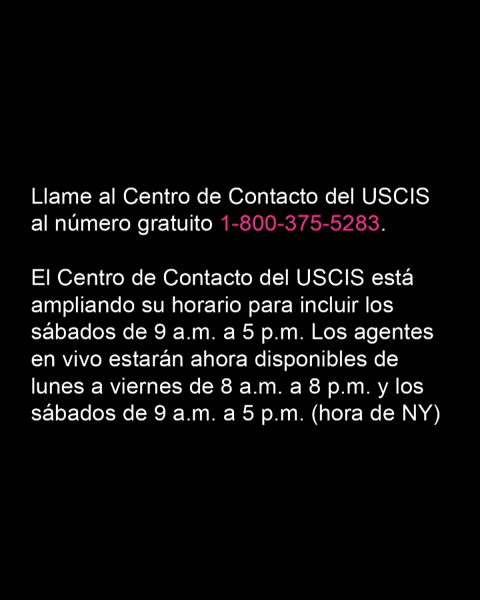 Llame al Centro de Contacto del USCIS
al número gratuito 1-800-375-5283.
El Centro de Contacto del USCIS está
ampliando su horario para incluir los
sábados de 9 a.m. a 5 p.m. Los agentes
en vivo estarán ahora disponibles de
lunes a viernes de 8 a.m. a 8 p.m. y los
sábados de 9 a.m. a 5 p.m. (hora de NY)